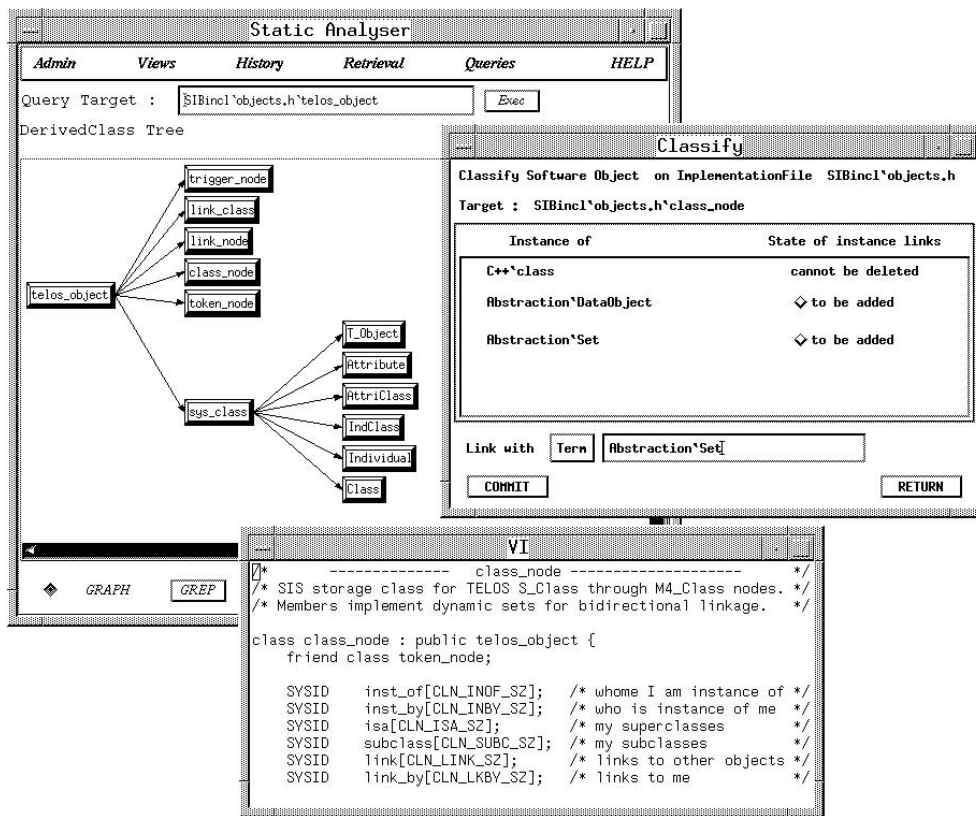 Static Analyser
Admin Views History Retrieval Queries HELP
Query Target : SIBincl`objects.h`telos_object Exec
DerivedClass Tree
trigger_node
link_class
link_node
class_node
telos_object
token_node
T_Object
Attribute
AttriClass
sys_class
IndClass
Individual
Class
GRAPH GREP
Classify
Classify Software Object on ImplementationFile SIBincl`objects.h
Target : SIBincl`objects.h`class_node
Instance of State of instance links
C++`class cannot be deleted
Abstraction`DataObject to be added
Abstraction`Set to be added
Link with Term Abstraction`Set
COMMIT RETURN
VI
/* --------------- class_node --------------------- */
/* SIS storage class for TELOS S_Class through M4_Class nodes. */
/* Members implement dynamic sets for bidirectional linkage. */
class class_node : public telos_object {
friend class token_node;
SYSID inst_of[CLN_INOF_SZ]; /* whome I am instance of */
SYSID inst_by[CLN_INBY_SZ]; /* who is instance of me */
SYSID isa[CLN_ISA_SZ]; /* my superclasses */
SYSID subclass[CLN_SUBC_SZ]; /* my subclasses */
SYSID link[CLN_LINK_SZ]; /* links to other objects */
SYSID link_by[CLN_LKBY_SZ]; /* links to me */